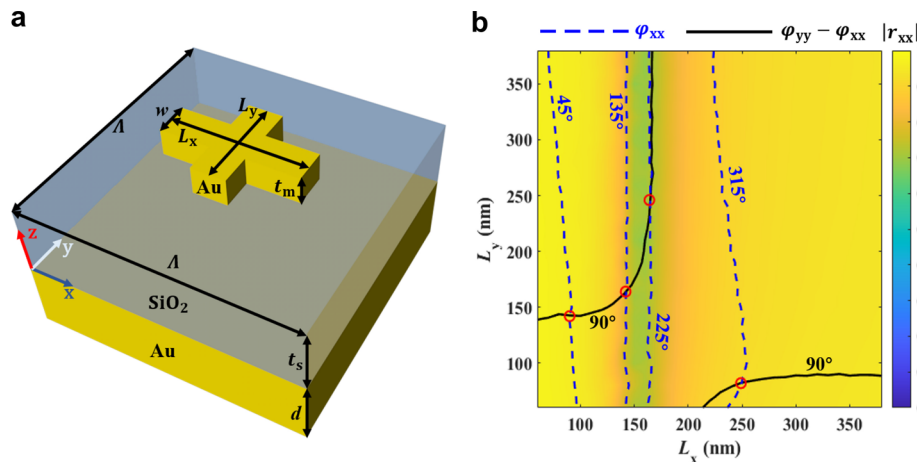 a
Λ
w
Lx
Ly
Au
tm
z
y
x
Λ
SiO2
Au
ts
d
b
φxx
φyy − φxx
|rxx|
Ly (nm)
350
300
250
200
150
100
45°
135°
315°
225°
90°
90°
100 150 200 250 300 350
Lx (nm)